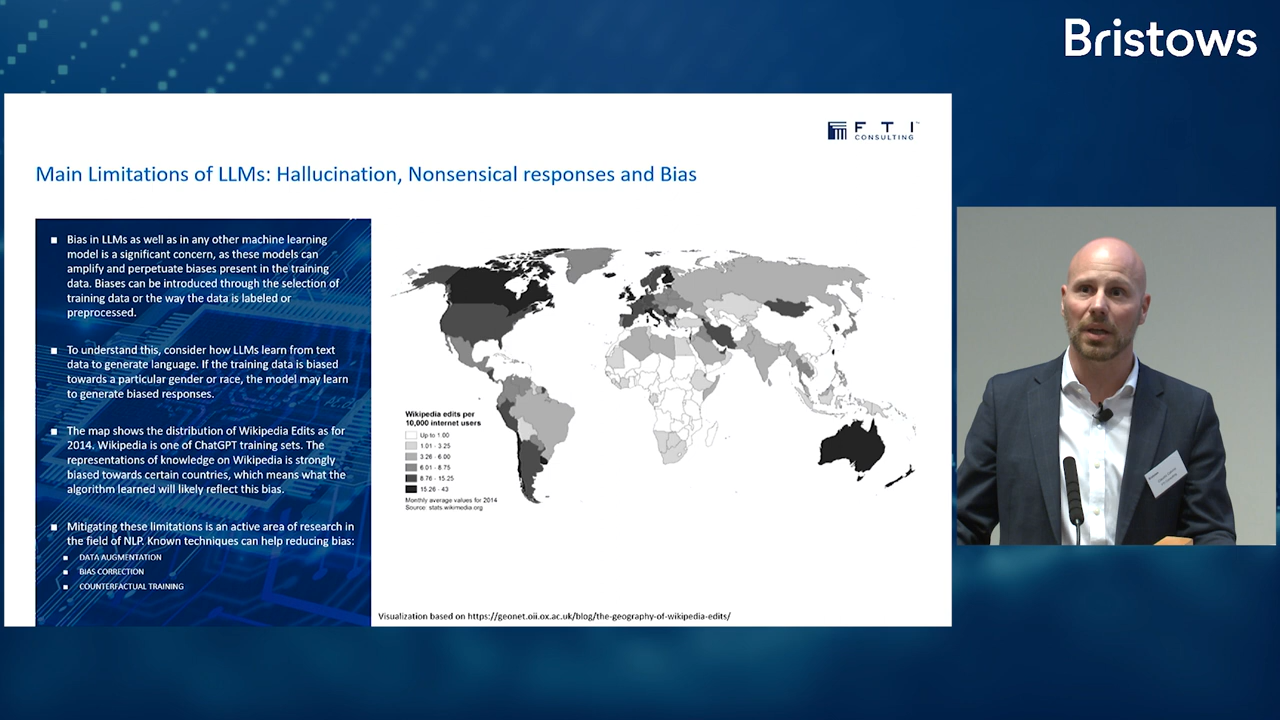 Bristows
FTI™
CONSULTING
Main Limitations of LLMs: Hallucination, Nonsensical responses and Bias
Bias in LLMs as well as in any other machine learning
model is a significant concern, as these models can
amplify and perpetuate biases present in the training
data. Biases can be introduced through the selection of
training data or the way the data is labeled or
preprocessed.
To understand this, consider how LLMs learn from text
data to generate language. If the training data is biased
towards a particular gender or race, the model may learn
to generate biased responses.
The map shows the distribution of Wikipedia Edits as for
2014. Wikipedia is one of ChatGPT training sets. The
representations of knowledge on Wikipedia is strongly
biased towards certain countries, which means what the
algorithm learned will likely reflect this bias.
Mitigating these limitations is an active area of research in
the field of NLP. Known techniques can help reducing bias:
DATA AUGMENTATION
BIAS CORRECTION
COUNTERFACTUAL TRAINING
Wikipedia edits per
10,000 internet users
Up to 1.00
1.01 - 3.25
3.26 - 6.00
6.01 - 8.75
8.76 - 15.25
15.26 - 43
Monthly average values for 2014
Source: stats.wikimedia.org
Visualization based on https://geonet.oii.ox.ac.uk/blog/the-geography-of-wikipedia-edits/